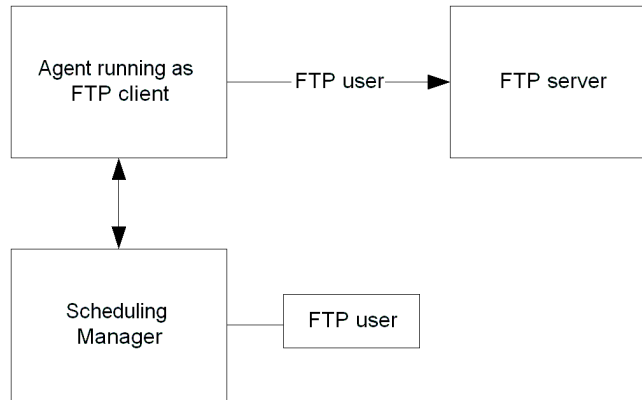 Agent running as
FTP client
FTP user
FTP server
Scheduling
Manager
FTP user